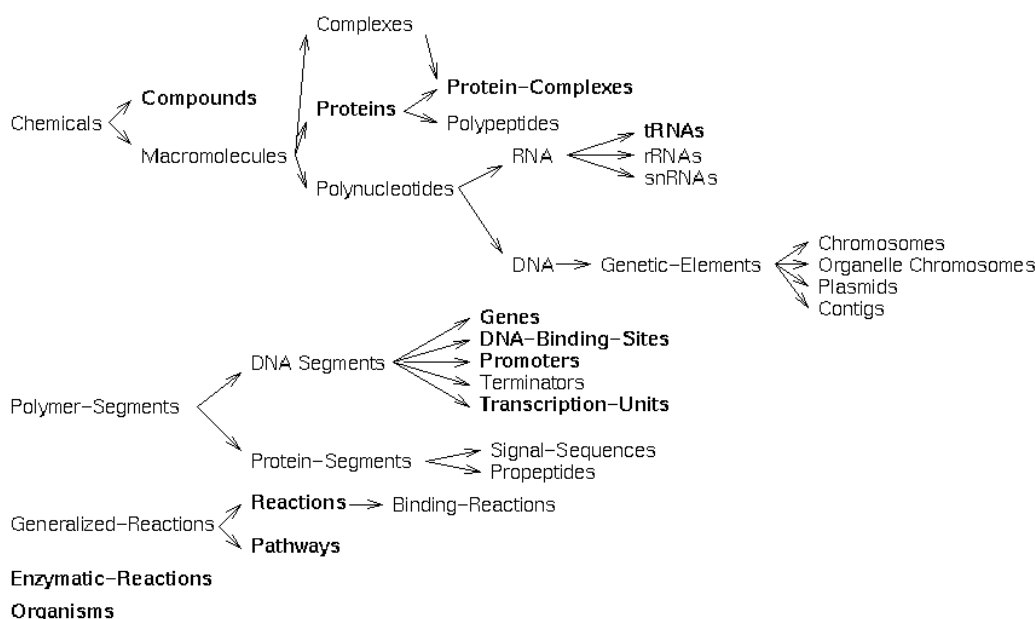 Complexes
Compounds
Proteins
Protein-Complexes
Chemicals
Polypeptides
tRNAs
Macromolecules
RNA
rRNAs
snRNAs
Polynucleotides
Chromosomes
DNA
Genetic-Elements
Organelle Chromosomes
Plasmids
Contigs
Genes
DNA-Binding-Sites
DNA Segments
Promoters
Terminators
Polymer-Segments
Transcription-Units
Protein-Segments
Signal-Sequences
Propeptides
Reactions
Binding-Reactions
Generalized-Reactions
Pathways
Enzymatic-Reactions
Organisms